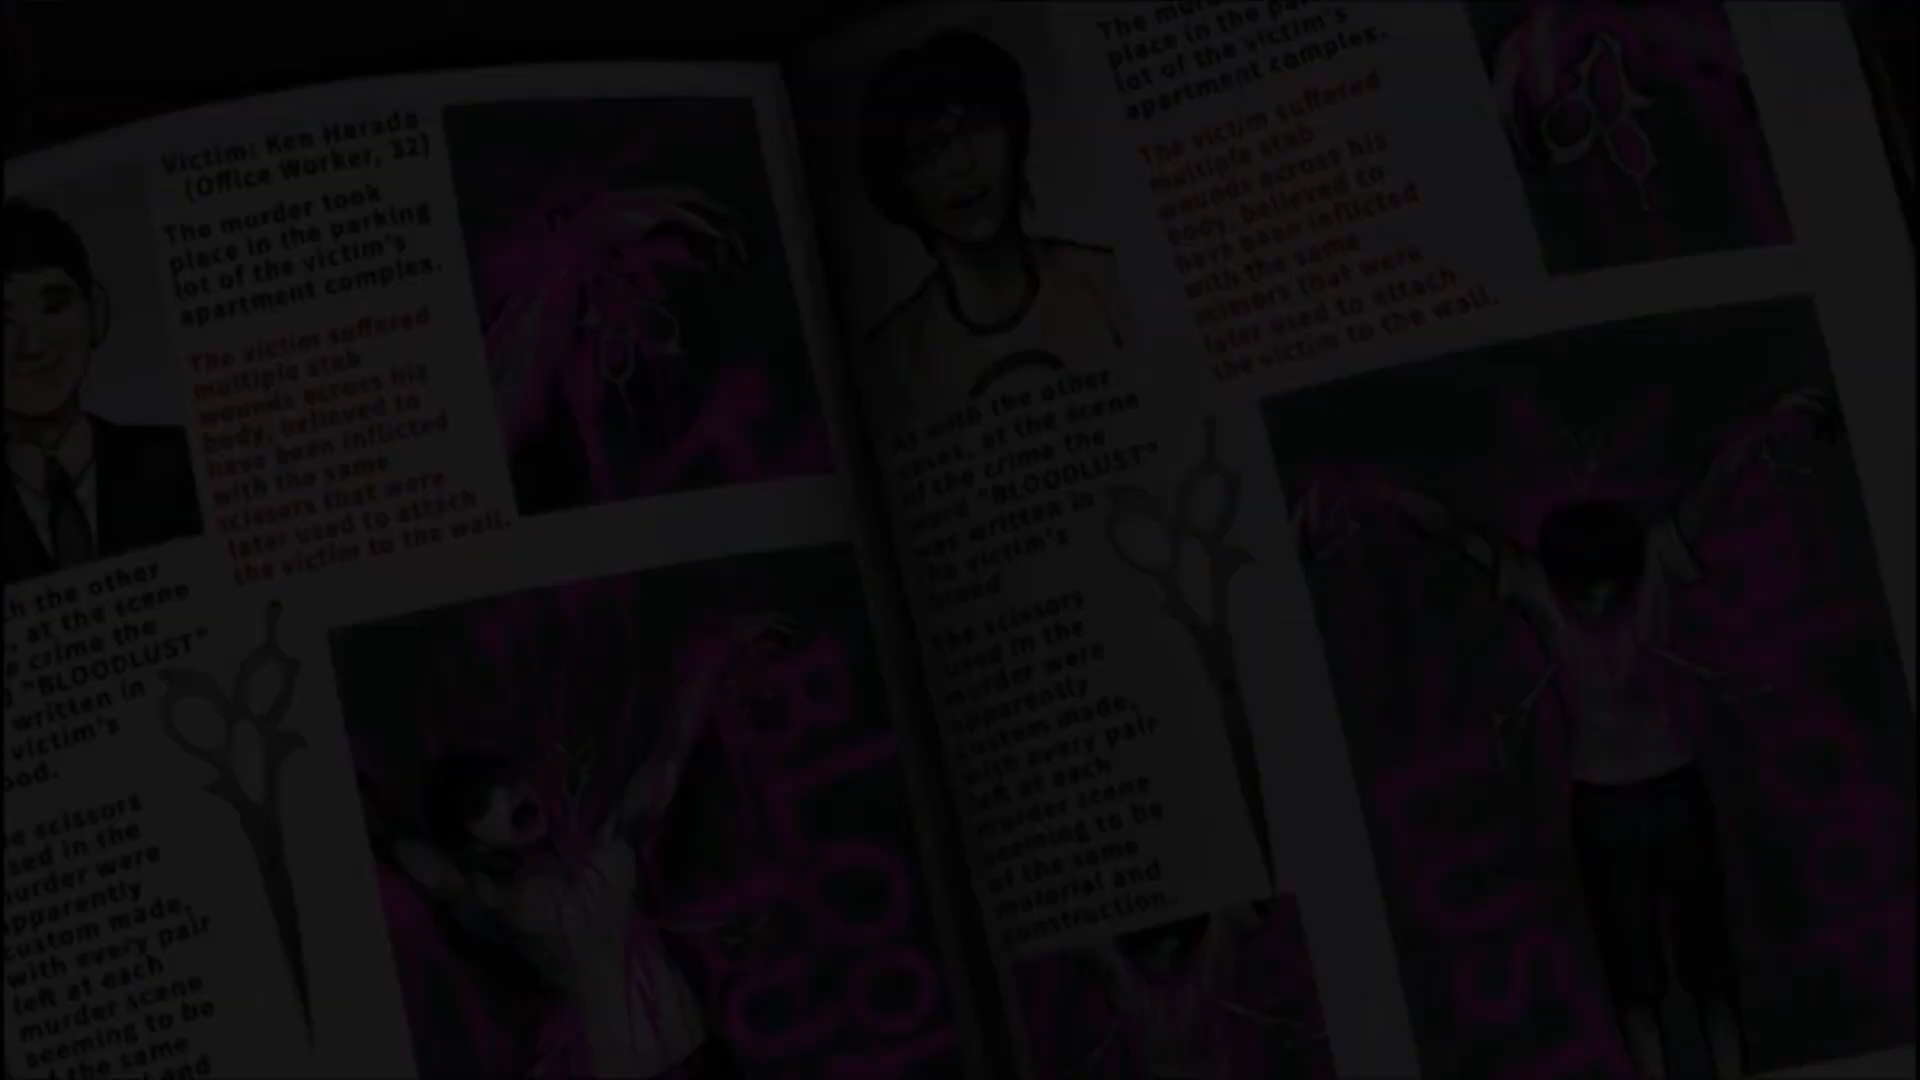 Victim: Ken Harada
(Office Worker, 32)
The murder took
place in the parking
lot of the victim's
apartment complex.
The victim suffered
multiple stab
wounds across his
body, believed to
have been inflicted
with the same
scissors that were
later used to attach
the victim to the wall.
h the other
, at the scene
e crime the
"BLOODLUST"
written in
victim's
ood.
e scissors
sed in the
urder were
apparently
custom made,
with every pair
left at each
murder scene
seeming to be
the same
and
BLOOD
The mur
place in the pa
lot of the victim's
apartment complex.
The victim suffered
multiple stab
wounds across his
body, believed to
have been inflicted
with the same
scissors that were
later used to attach
the victim to the wall.
As with the other
cases, at the scene
of the crime the
word "BLOODLUST"
was written in
the victim's
blood
The scissors
used in the
murder were
apparently
custom made,
with every pair
left at each
murder scene
seeming to be
of the same
material and
construction.
BLOOD
LUST